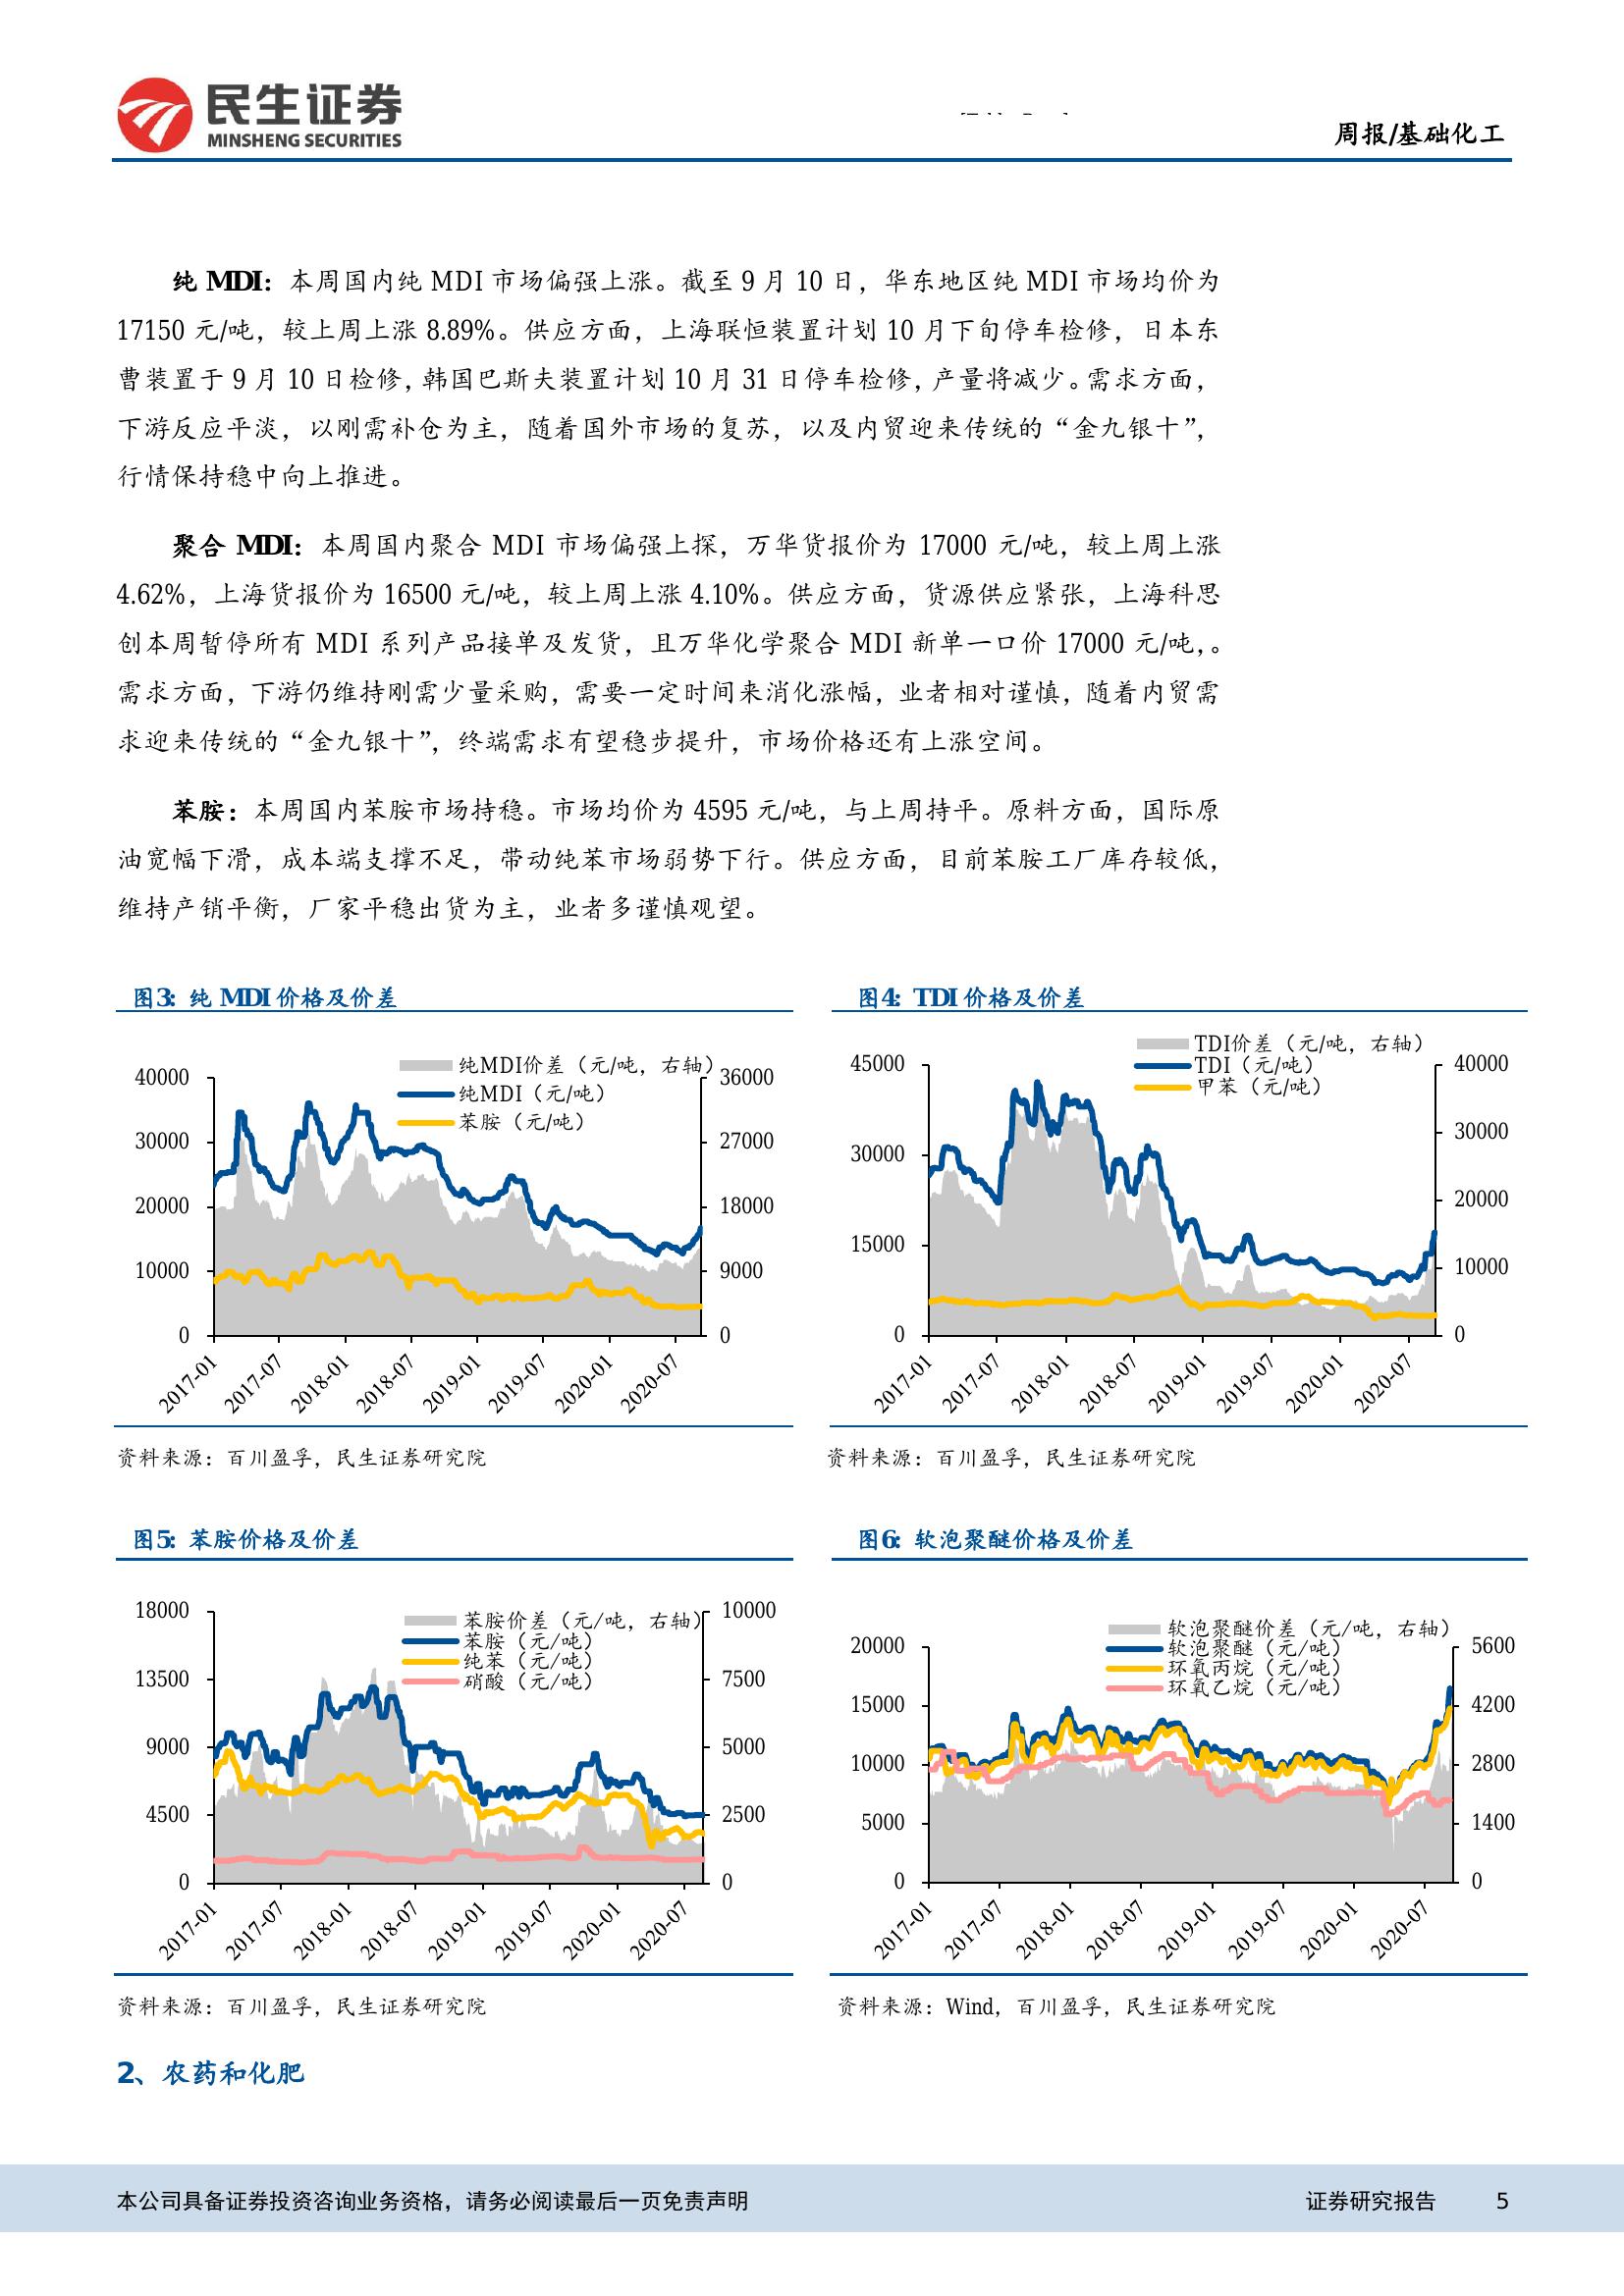 民生证券
MINSHENG SECURITIES
周报/基础化工
纯 MDI：本周国内纯 MDI 市场偏强上涨。截至 9 月 10 日，华东地区纯 MDI 市场均价为
17150 元/吨，较上周上涨 8.89%。供应方面，上海联恒装置计划 10 月下旬停车检修，日本东
曹装置于 9 月 10 日检修，韩国巴斯夫装置计划 10 月 31 日停车检修，产量将减少。需求方面，
下游反应平淡，以刚需补仓为主，随着国外市场的复苏，以及内贸迎来传统的“金九银十”，
行情保持稳中向上推进。
聚合 MDI：本周国内聚合 MDI 市场偏强上探，万华货报价为 17000 元/吨，较上周上涨
4.62%，上海货报价为 16500 元/吨，较上周上涨 4.10%。供应方面，货源供应紧张，上海科思
创本周暂停所有 MDI 系列产品接单及发货，且万华化学聚合 MDI 新单一口价 17000 元/吨，。
需求方面，下游仍维持刚需少量采购，需要一定时间来消化涨幅，业者相对谨慎，随着内贸需
求迎来传统的“金九银十”，终端需求有望稳步提升，市场价格还有上涨空间。
苯胺：本周国内苯胺市场持稳。市场均价为 4595 元/吨，与上周持平。原料方面，国际原
油宽幅下滑，成本端支撑不足，带动纯苯市场弱势下行。供应方面，目前苯胺工厂库存较低，
维持产销平衡，厂家平稳出货为主，业者多谨慎观望。
图3：纯 MDI 价格及价差
纯MDI价差（元/吨，右轴）
纯MDI（元/吨）
苯胺（元/吨）
40000
30000
20000
10000
0
36000
27000
18000
9000
0
2017-01
2017-07
2018-01
2018-07
2019-01
2019-07
2020-01
2020-07
资料来源：百川盈孚，民生证券研究院
图4：TDI 价格及价差
TDI价差（元/吨，右轴）
TDI（元/吨）
甲苯（元/吨）
45000
30000
15000
0
40000
30000
20000
10000
0
2017-01
2017-07
2018-01
2018-07
2019-01
2019-07
2020-01
2020-07
资料来源：百川盈孚，民生证券研究院
图5：苯胺价格及价差
苯胺价差（元/吨，右轴）
苯胺（元/吨）
纯苯（元/吨）
硝酸（元/吨）
18000
13500
9000
4500
0
10000
7500
5000
2500
0
2017-01
2017-07
2018-01
2018-07
2019-01
2019-07
2020-01
2020-07
资料来源：百川盈孚，民生证券研究院
图6：软泡聚醚价格及价差
软泡聚醚价差（元/吨，右轴）
软泡聚醚（元/吨）
环氧丙烷（元/吨）
环氧乙烷（元/吨）
20000
15000
10000
5000
0
5600
4200
2800
1400
0
2017-01
2017-07
2018-01
2018-07
2019-01
2019-07
2020-01
2020-07
资料来源：Wind，百川盈孚，民生证券研究院
2、农药和化肥
本公司具备证券投资咨询业务资格，请务必阅读最后一页免责声明
证券研究报告
5